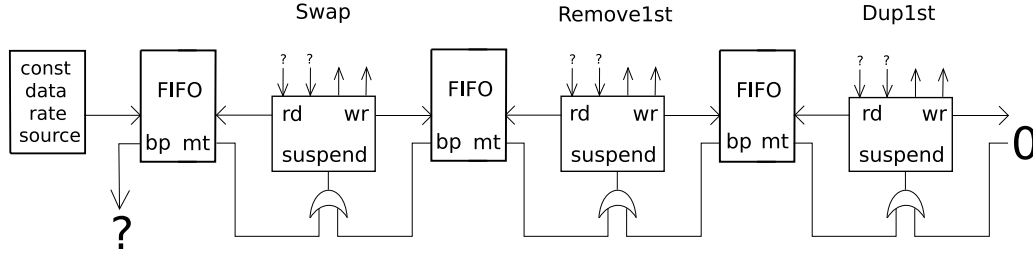 Swap
Remove1st
Dup1st
const
data
rate
source
FIFO
bp mt
?
? ?
rd wr
suspend
FIFO
bp mt
? ?
rd wr
suspend
FIFO
bp mt
? ?
rd wr
suspend
0